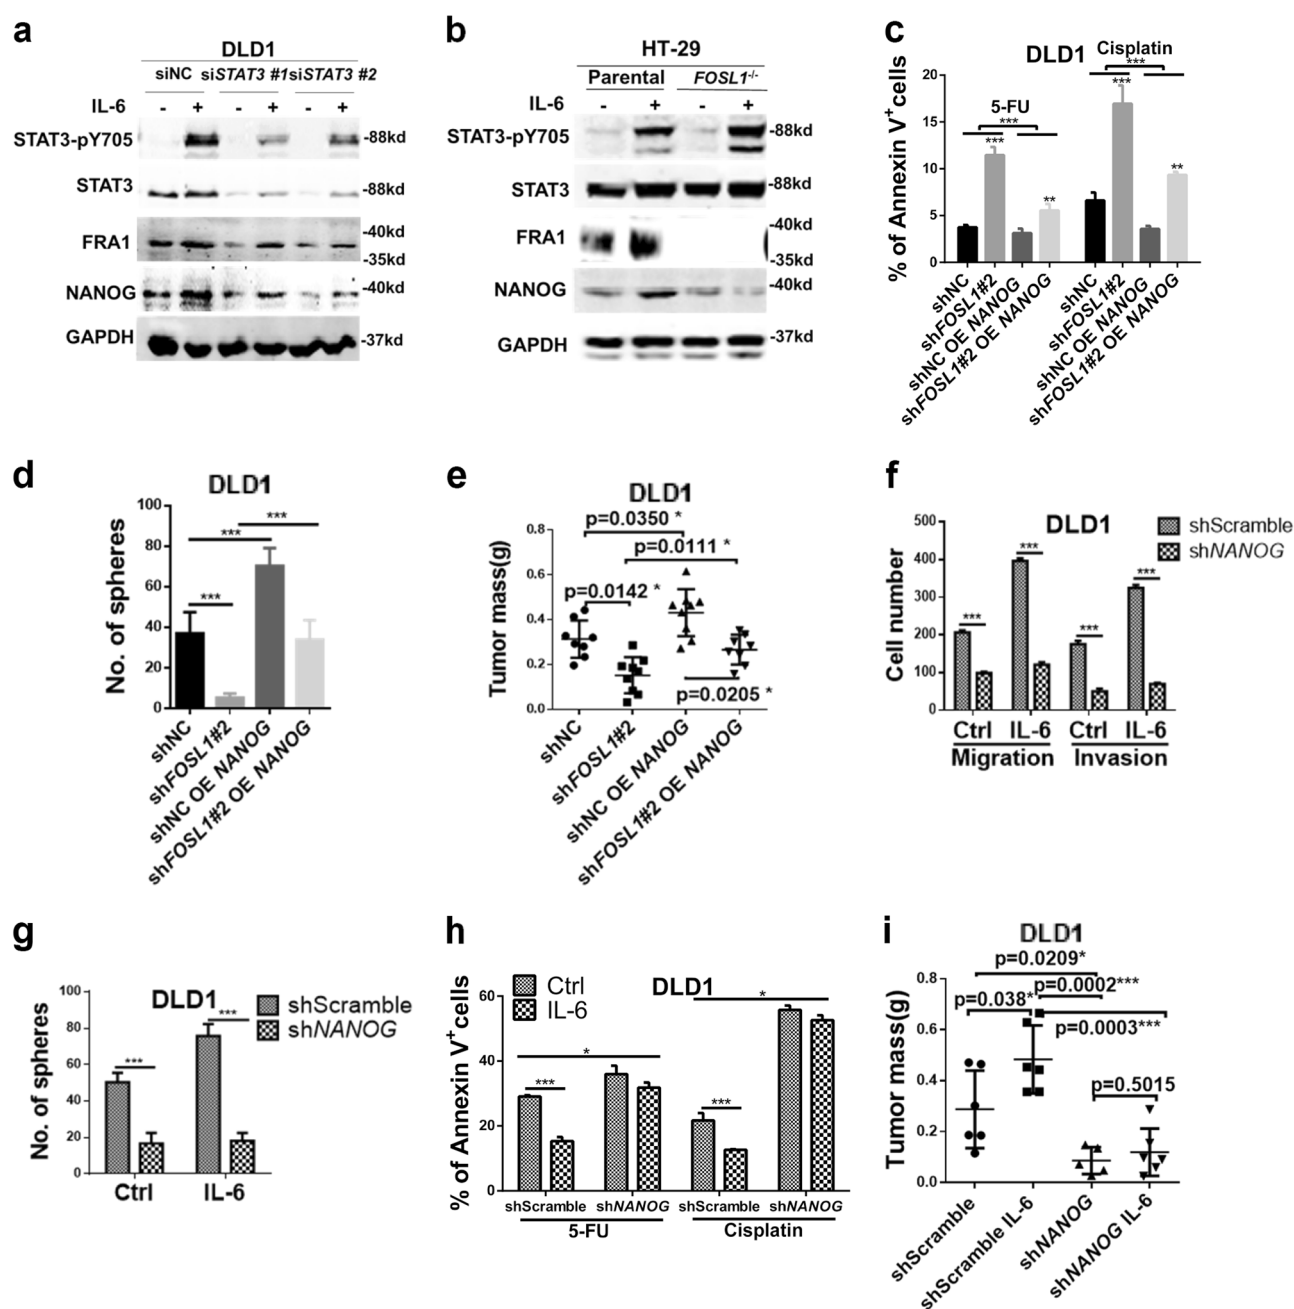 a
DLD1
siNC siSTAT3 #1 siSTAT3 #2
IL-6 - + - + - +
STAT3-pY705 -88kd
STAT3 -88kd
FRA1 -40kd
-35kd
NANOG -40kd
GAPDH -37kd
b
HT-29
Parental FOSL1-/-
IL-6 - + - +
STAT3-pY705 -88kd
STAT3 -88kd
FRA1 -40kd
-35kd
NANOG -40kd
GAPDH -37kd
c
DLD1
Cisplatin
5-FU
% of Annexin V+ cells
20
15
10
5
0
***
***
**
***
***
**
shNC
shFOSL1#2
shNC OE NANOG
shFOSL1#2 OE NANOG
shNC
shFOSL1#2
shNC OE NANOG
shFOSL1#2 OE NANOG
d
DLD1
No. of spheres
100
80
60
40
20
0
***
***
***
shNC
shFOSL1#2
shNC OE NANOG
shFOSL1#2 OE NANOG
e
DLD1
Tumor mass(g)
0.8
0.6
0.4
0.2
0.0
p=0.0350 *
p=0.0111 *
p=0.0142 *
p=0.0205 *
shNC
shFOSL1#2
shNC OE NANOG
shFOSL1#2 OE NANOG
f
DLD1
shScramble
shNANOG
Cell number
500
400
300
200
100
0
***
***
***
***
Ctrl IL-6 Ctrl IL-6
Migration Invasion
g
DLD1
shScramble
shNANOG
No. of spheres
100
80
60
40
20
0
***
***
Ctrl IL-6
h
DLD1
Ctrl
IL-6
% of Annexin V+ cells
60
40
20
0
*
***
*
***
shScramble shNANOG shScramble shNANOG
5-FU Cisplatin
i
DLD1
Tumor mass(g)
0.8
0.6
0.4
0.2
0.0
p=0.0209*
p=0.0002***
p=0.038*
p=0.0003***
p=0.5015
shScramble
shScramble IL-6
shNANOG
shNANOG IL-6